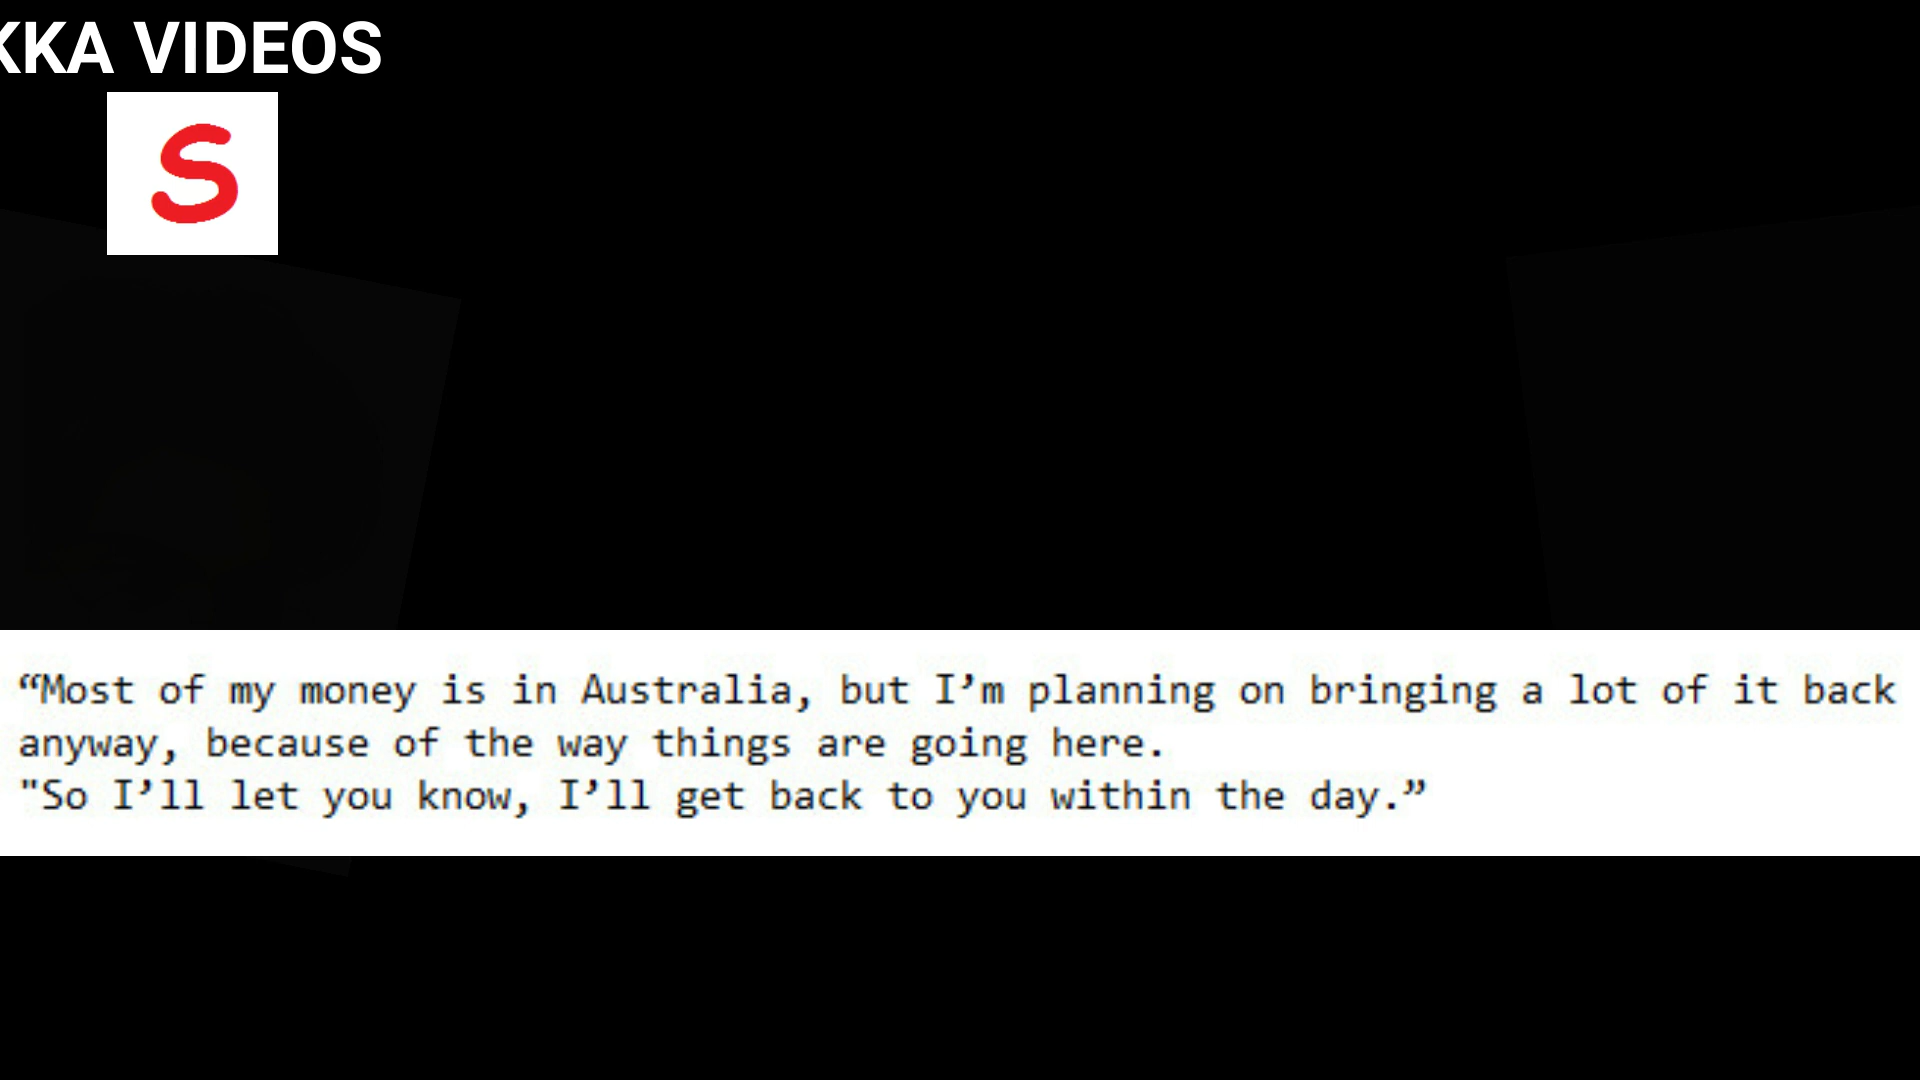 KKA VIDEOS
S
“Most of my money is in Australia, but I’m planning on bringing a lot of it back
anyway, because of the way things are going here.
"So I’ll let you know, I’ll get back to you within the day.”